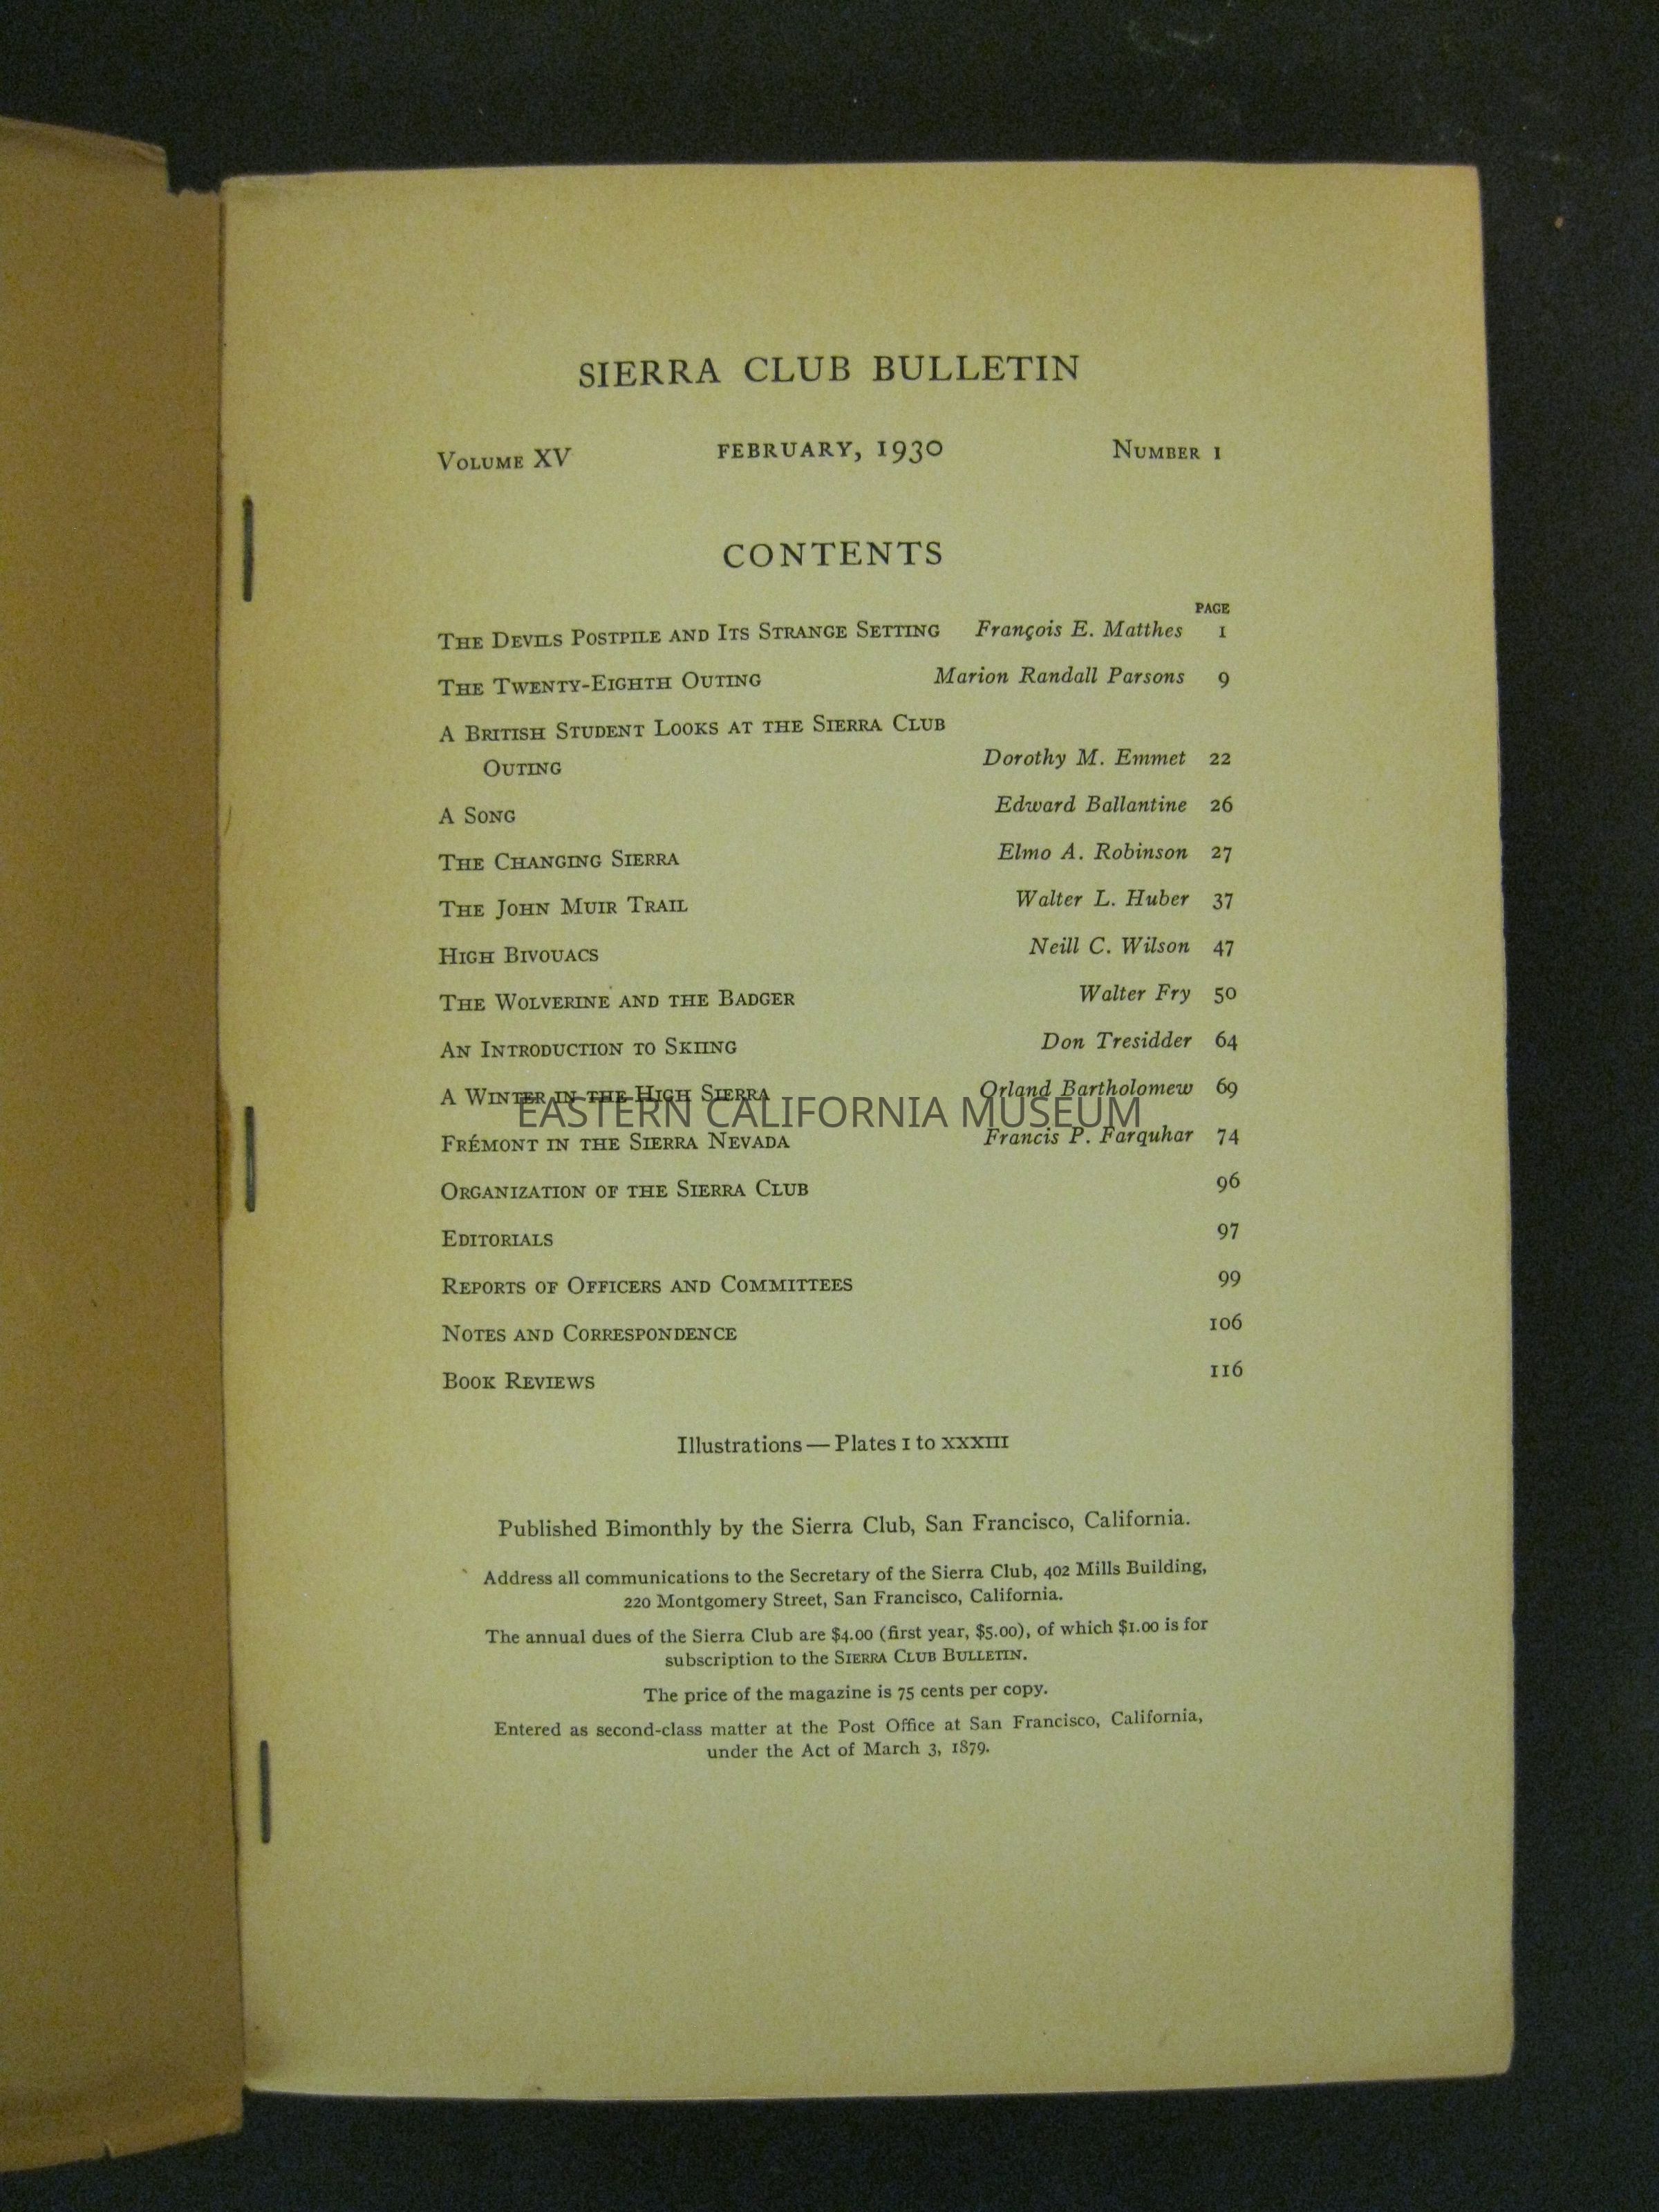 SIERRA CLUB BULLETIN
VOLUME XV FEBRUARY, 1930 NUMBER 1
CONTENTS
PAGE
THE DEVILS POSTPILE AND ITS STRANGE SETTING François E. Matthes 1
THE TWENTY-EIGHTH OUTING Marion Randall Parsons 9
A BRITISH STUDENT LOOKS AT THE SIERRA CLUB
OUTING Dorothy M. Emmet 22
A SONG Edward Ballantine 26
THE CHANGING SIERRA Elmo A. Robinson 27
THE JOHN MUIR TRAIL Walter L. Huber 37
HIGH BIVOUACS Neill C. Wilson 47
THE WOLVERINE AND THE BADGER Walter Fry 50
AN INTRODUCTION TO SKIING Don Tresidder 64
A WINTER IN THE HIGH SIERRA Orland Bartholomew 69
EASTERN CALIFORNIA MUSEUM
FRÉMONT IN THE SIERRA NEVADA Francis P. Farquhar 74
ORGANIZATION OF THE SIERRA CLUB 96
EDITORIALS 97
REPORTS OF OFFICERS AND COMMITTEES 99
NOTES AND CORRESPONDENCE 106
BOOK REVIEWS 116
Illustrations — Plates I to XXXIII
Published Bimonthly by the Sierra Club, San Francisco, California.
Address all communications to the Secretary of the Sierra Club, 402 Mills Building,
220 Montgomery Street, San Francisco, California.
The annual dues of the Sierra Club are $4.00 (first year, $5.00), of which $1.00 is for
subscription to the SIERRA CLUB BULLETIN.
The price of the magazine is 75 cents per copy.
Entered as second-class matter at the Post Office at San Francisco, California,
under the Act of March 3, 1879.